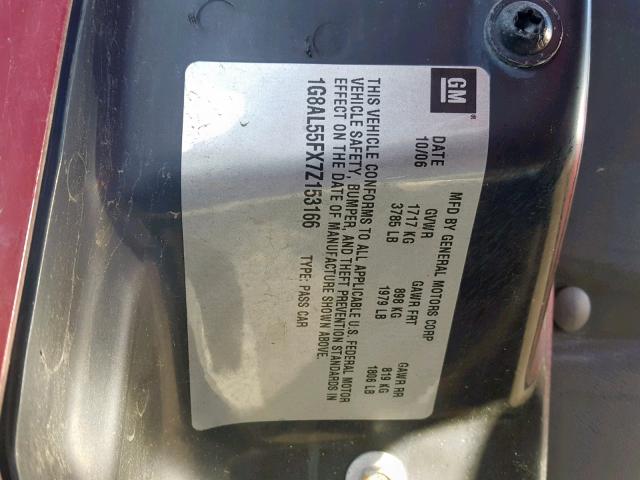 GM
MFD BY GENERAL MOTORS CORP
DATE GVWR GAWR FRT GAWR RR
10/06 1717 KG 898 KG 819 KG
3785 LB 1979 LB 1806 LB
THIS VEHICLE CONFORMS TO ALL APPLICABLE U.S. FEDERAL MOTOR
VEHICLE SAFETY, BUMPER, AND THEFT PREVENTION STANDARDS IN
EFFECT ON THE DATE OF MANUFACTURE SHOWN ABOVE.
1G8AL55FX7Z153166 TYPE: PASS CAR